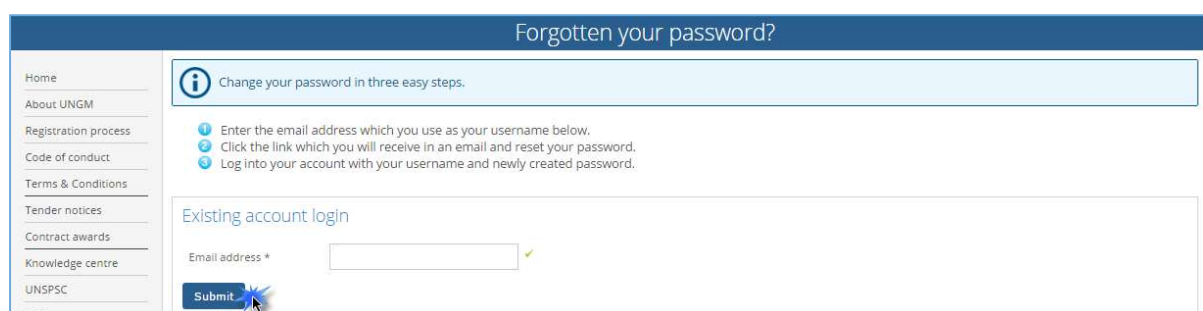 Forgotten your password?
Home
About UNGM
Registration process
Code of conduct
Terms & Conditions
Tender notices
Contract awards
Knowledge centre
UNSPSC
Change your password in three easy steps.
1 Enter the email address which you use as your username below.
2 Click the link which you will receive in an email and reset your password.
3 Log into your account with your username and newly created password.
Existing account login
Email address *
Submit